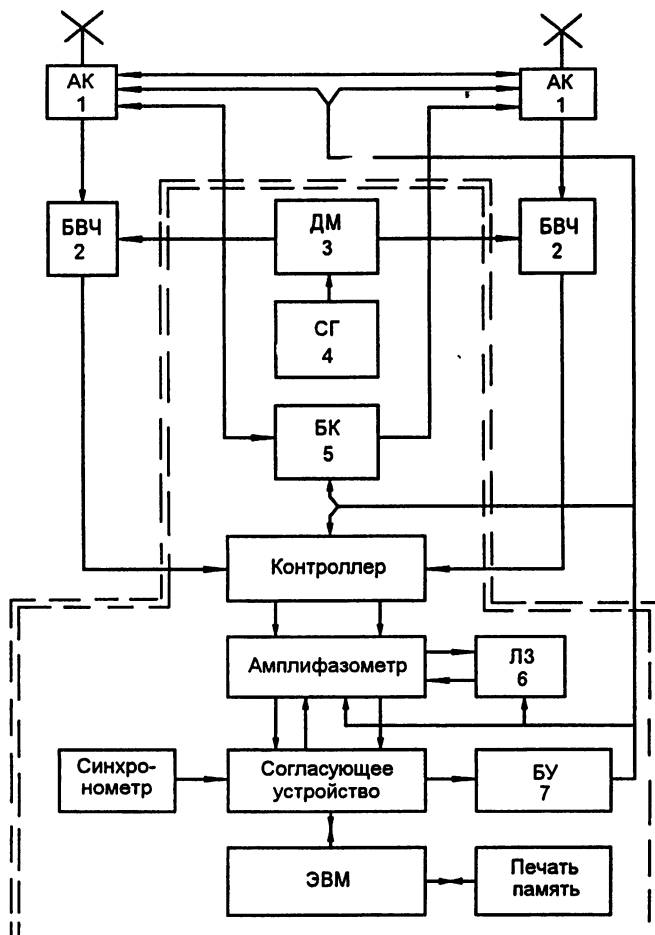 АК
1
АК
1
БВЧ
2
ДМ
3
БВЧ
2
СГ
4
БК
5
Контроллер
Амплифазометр
ЛЗ
6
Синхро-
нометр
Согласующее
устройство
БУ
7
ЭВМ
Печать
память